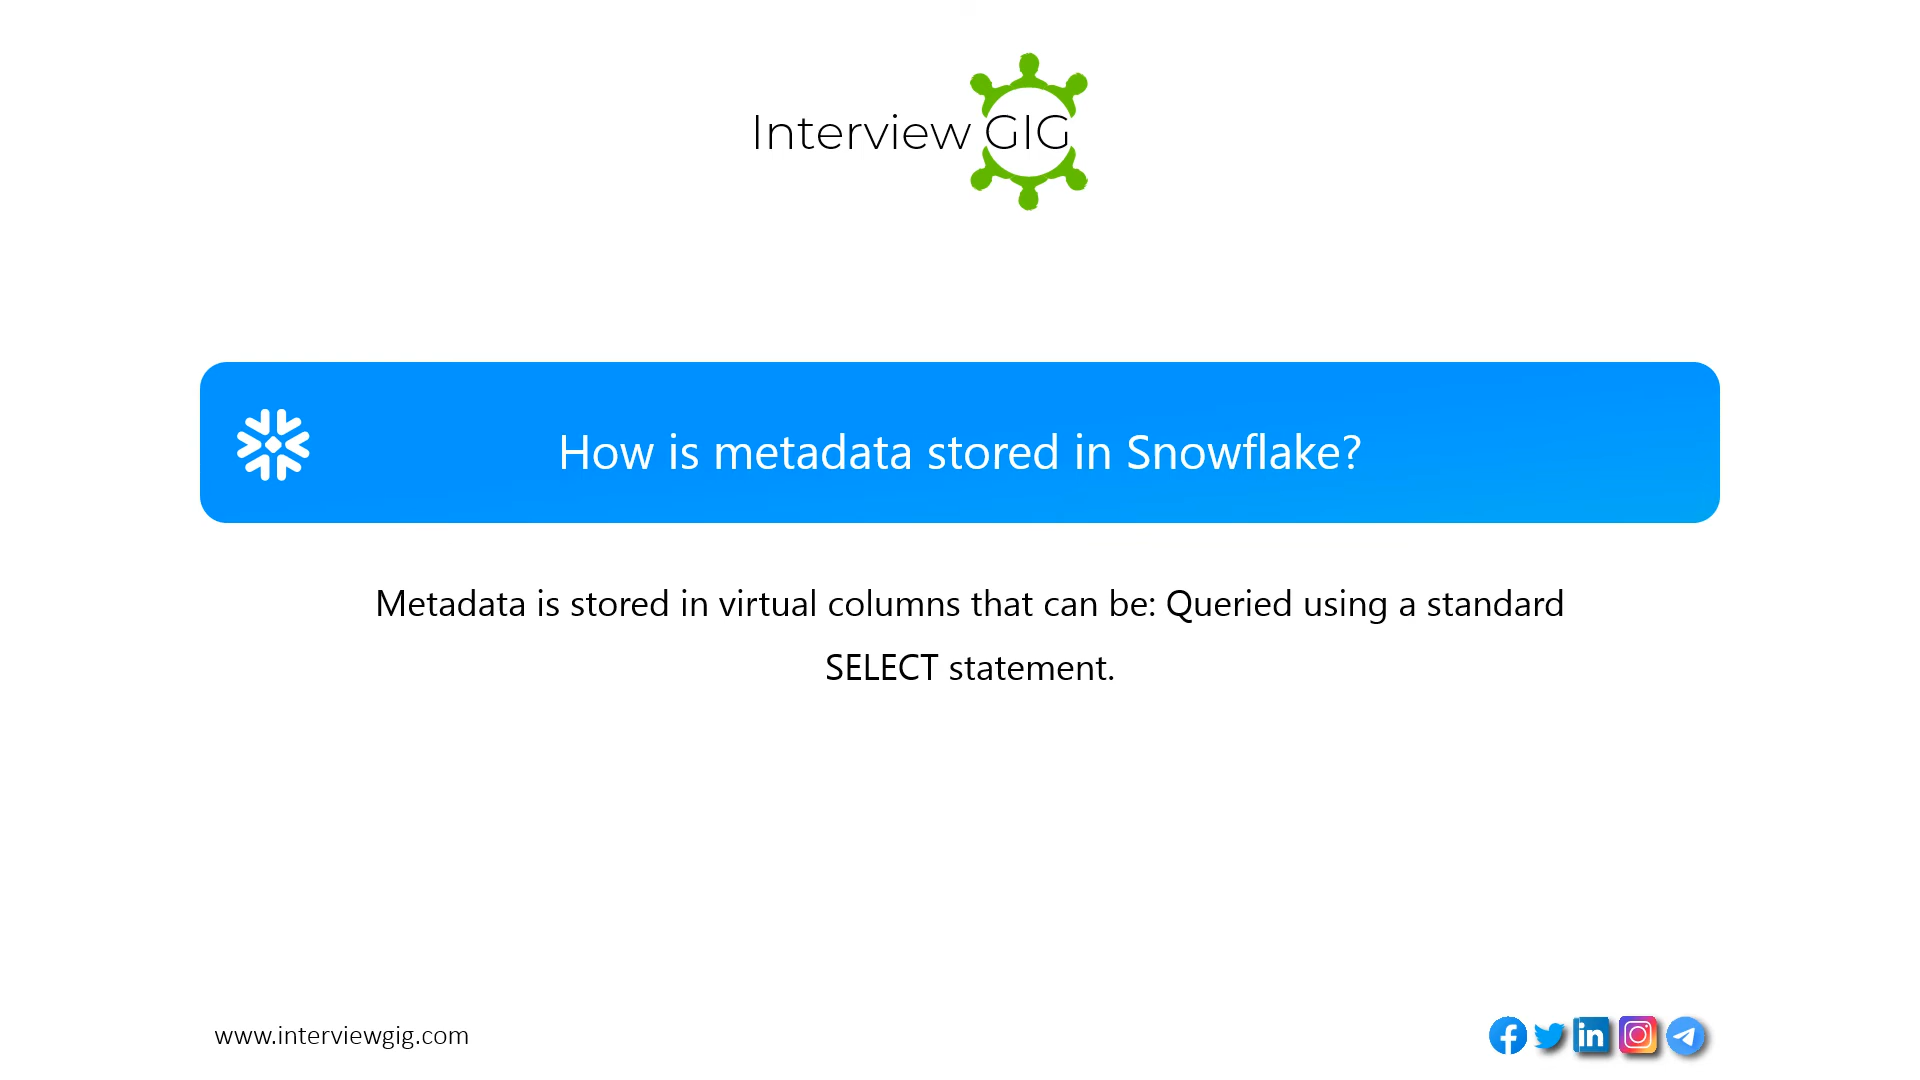 Interview GIG
How is metadata stored in Snowflake?
Metadata is stored in virtual columns that can be: Queried using a standard
SELECT statement.
www.interviewgig.com